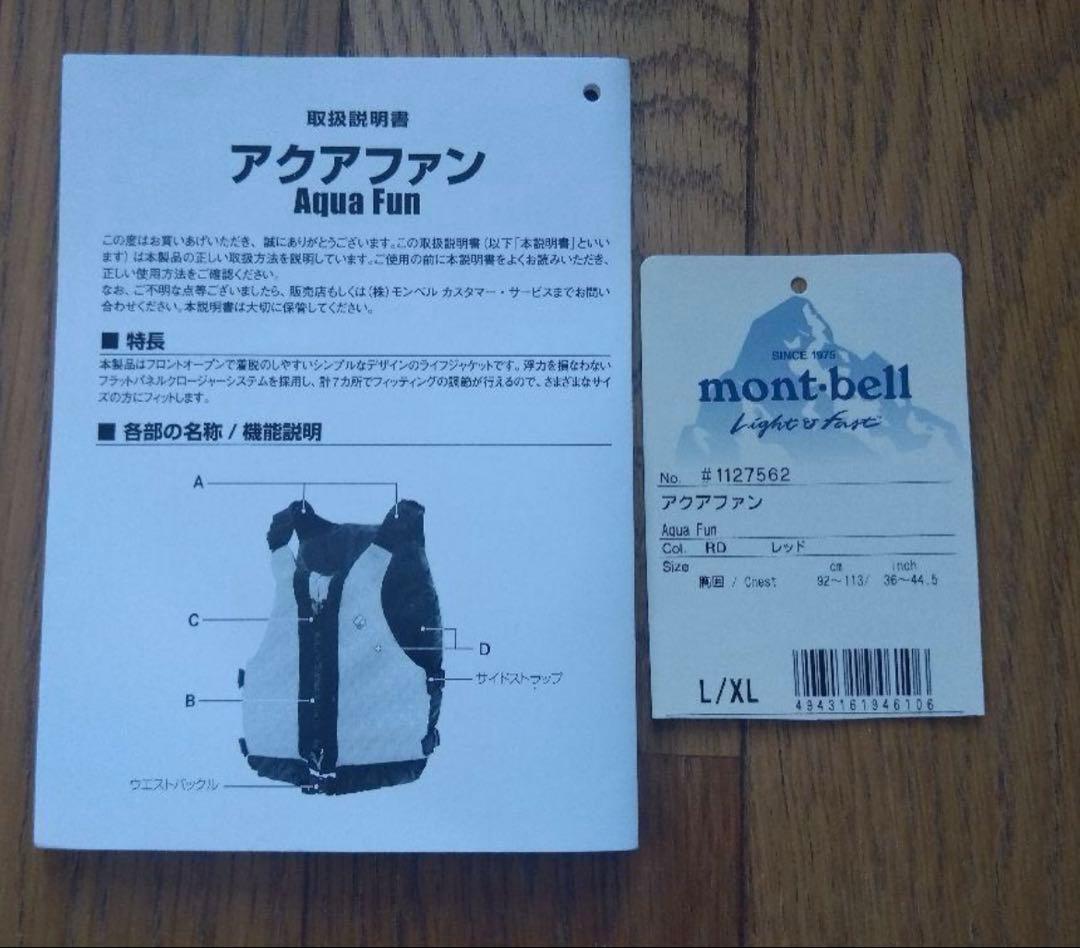 取扱説明書
アクアファン
Aqua Fun
この度はお買いあげいただき、誠にありがとうございます。この取扱説明書(以下「本説明書」といい
ます)は本製品の正しい取扱方法を説明しています。ご使用の前に本説明書をよくお読みいただき、
正しい使用方法をご確認ください。
なお、ご不明な点等ございましたら、販売店もしくは(株)モンベル カスタマー・サービスまでお問い
合わせください。本説明書は大切に保管してください。
■ 特長
本製品はフロントオープンで着脱のしやすいシンプルなデザインのライフジャケットです。浮力を損なわない
フラットパネルクロージャーシステムを採用し、計7カ所でフィッティングの調節が行えるので、さまざまなサイ
ズの方にフィットします。
■ 各部の名称 / 機能説明
A
C
D
サイドストラップ
B
ウエストバックル
SINCE 1975
mont-bell
Light & Fast
No. #1127562
アクアファン
Aqua Fun
Col. RD レッド
Size cm inch
胸囲 / Chest 92～113/ 36～44.5
L/XL
4943161946106